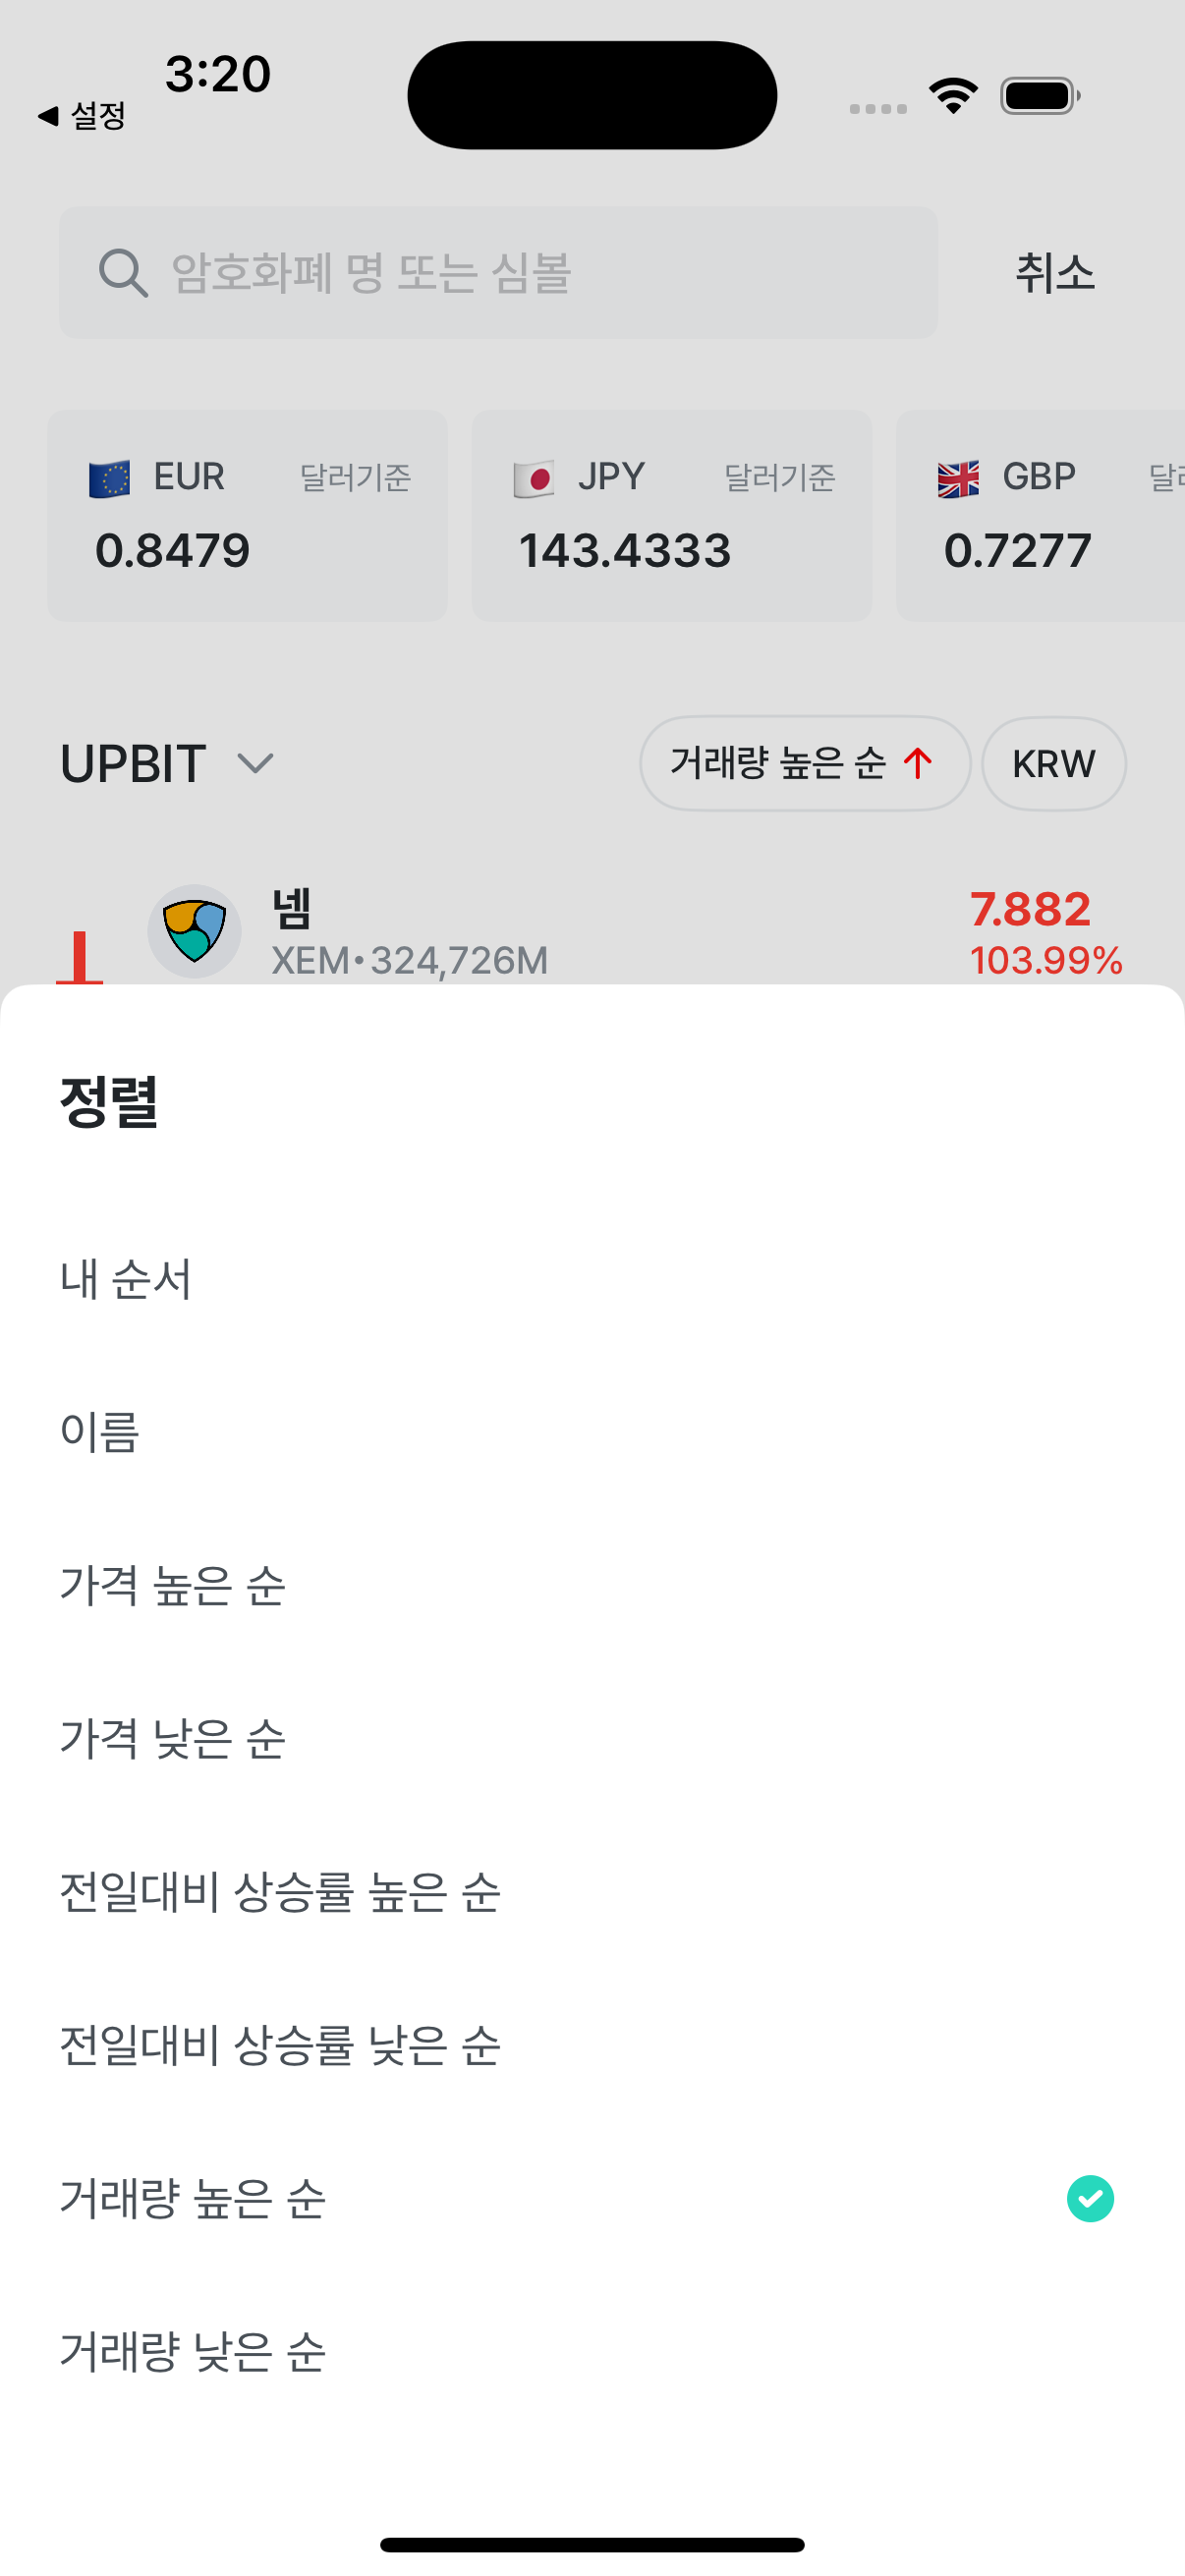 3:20
◀ 설정
암호화폐 명 또는 심볼
취소
EUR 달러기준
0.8479
JPY 달러기준
143.4333
GBP
0.7277
UPBIT
거래량 높은 순 ↑
KRW
넴
XEM•324,726M
7.882
103.99%
정렬
내 순서
이름
가격 높은 순
가격 낮은 순
전일대비 상승률 높은 순
전일대비 상승률 낮은 순
거래량 높은 순
거래량 낮은 순